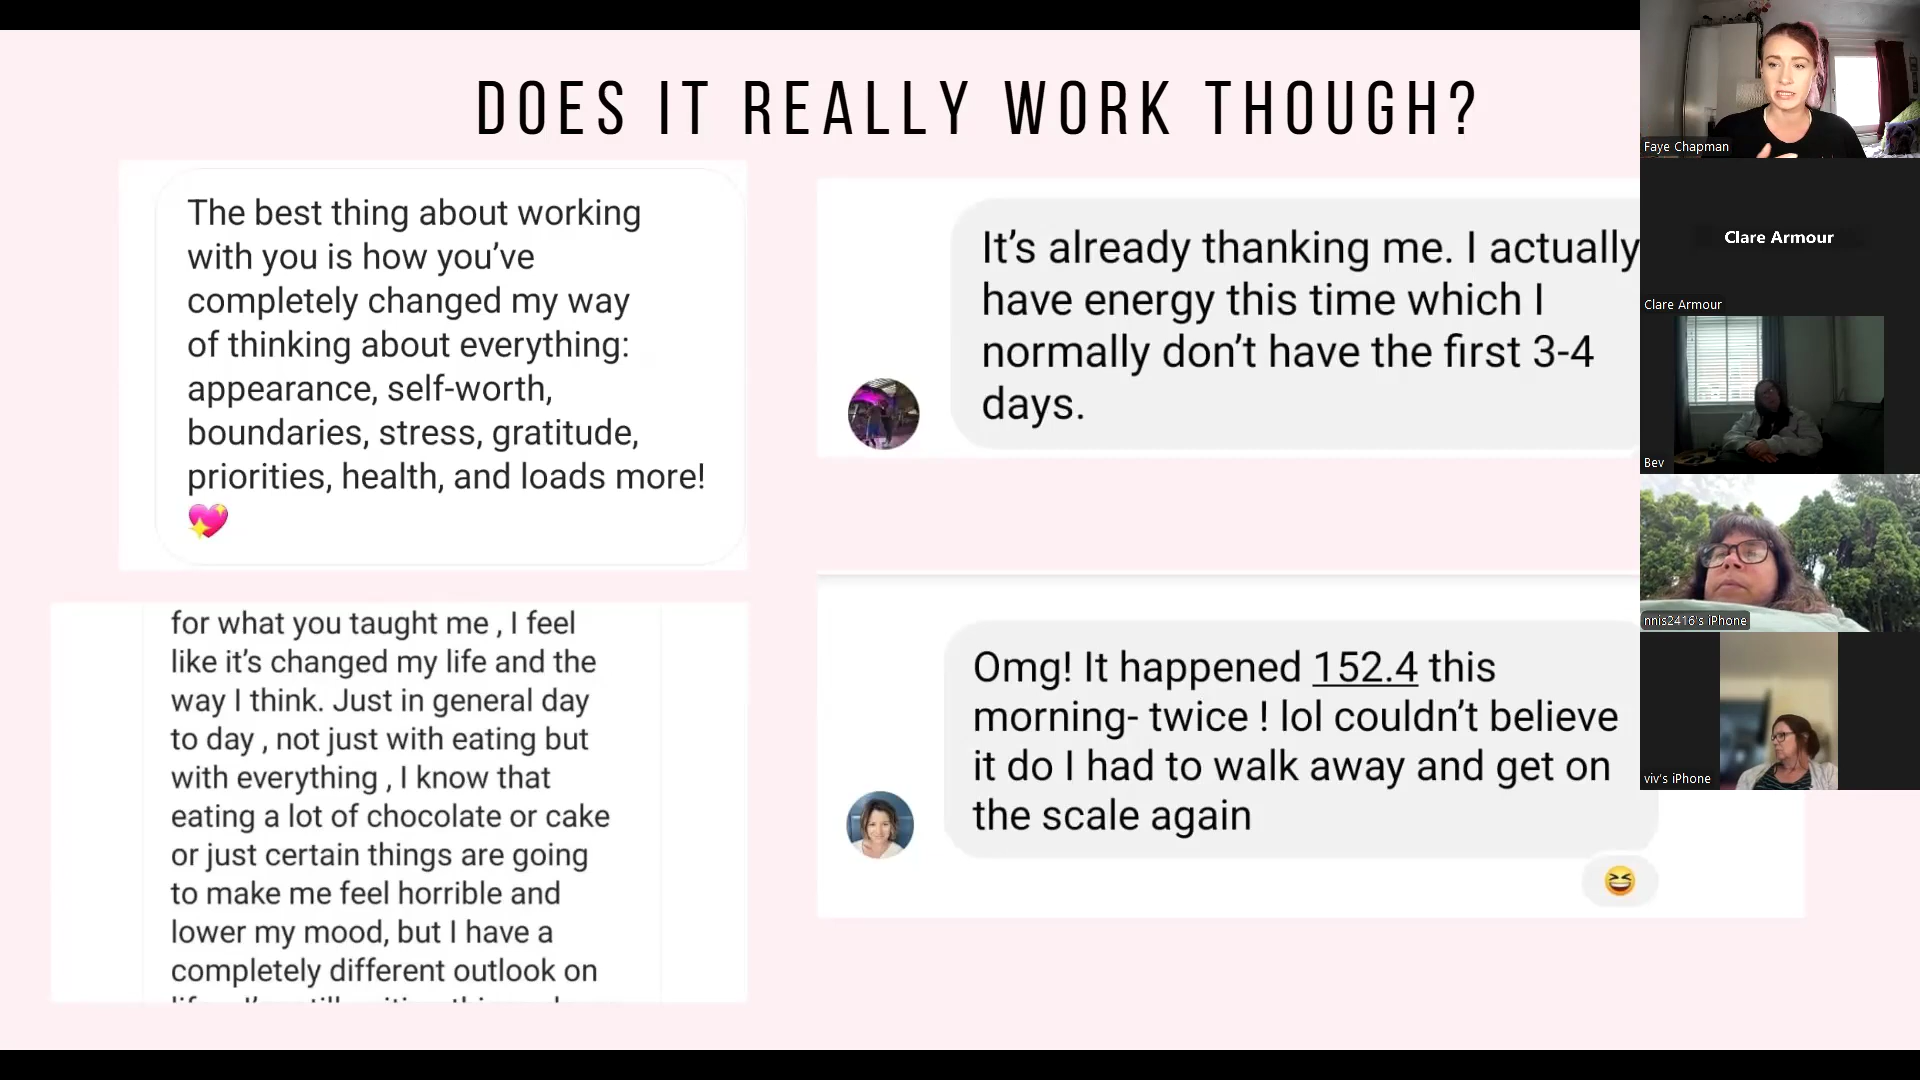 DOES IT REALLY WORK THOUGH?
The best thing about working
with you is how you’ve
completely changed my way
of thinking about everything:
appearance, self-worth,
boundaries, stress, gratitude,
priorities, health, and loads more!
💖
for what you taught me , I feel
like it’s changed my life and the
way I think. Just in general day
to day , not just with eating but
with everything , I know that
eating a lot of chocolate or cake
or just certain things are going
to make me feel horrible and
lower my mood, but I have a
completely different outlook on
It’s already thanking me. I actually
have energy this time which I
normally don’t have the first 3-4
days.
Omg! It happened 152.4 this
morning- twice ! lol couldn’t believe
it do I had to walk away and get on
the scale again
😆
Faye Chapman
Clare Armour
Clare Armour
Bev
nnis2416's iPhone
viv's iPhone